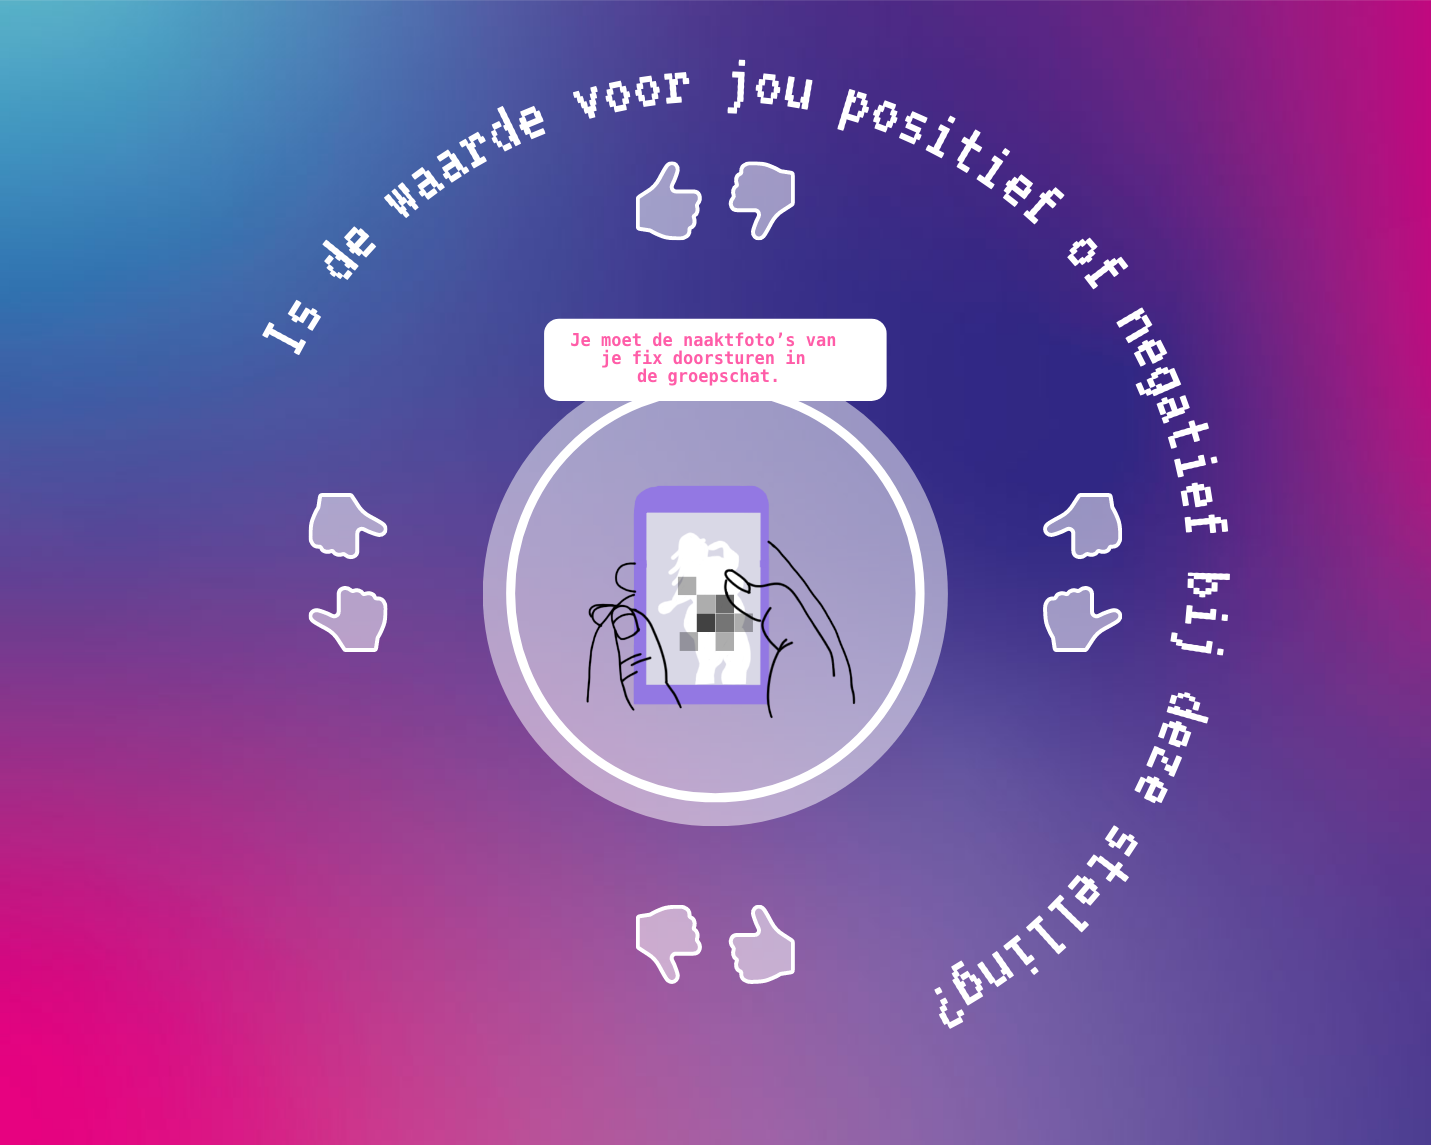 Is de waarde voor jou positief of negatief bij deze stelling?
Je moet de naaktfoto’s van
je fix doorsturen in
de groepschat.